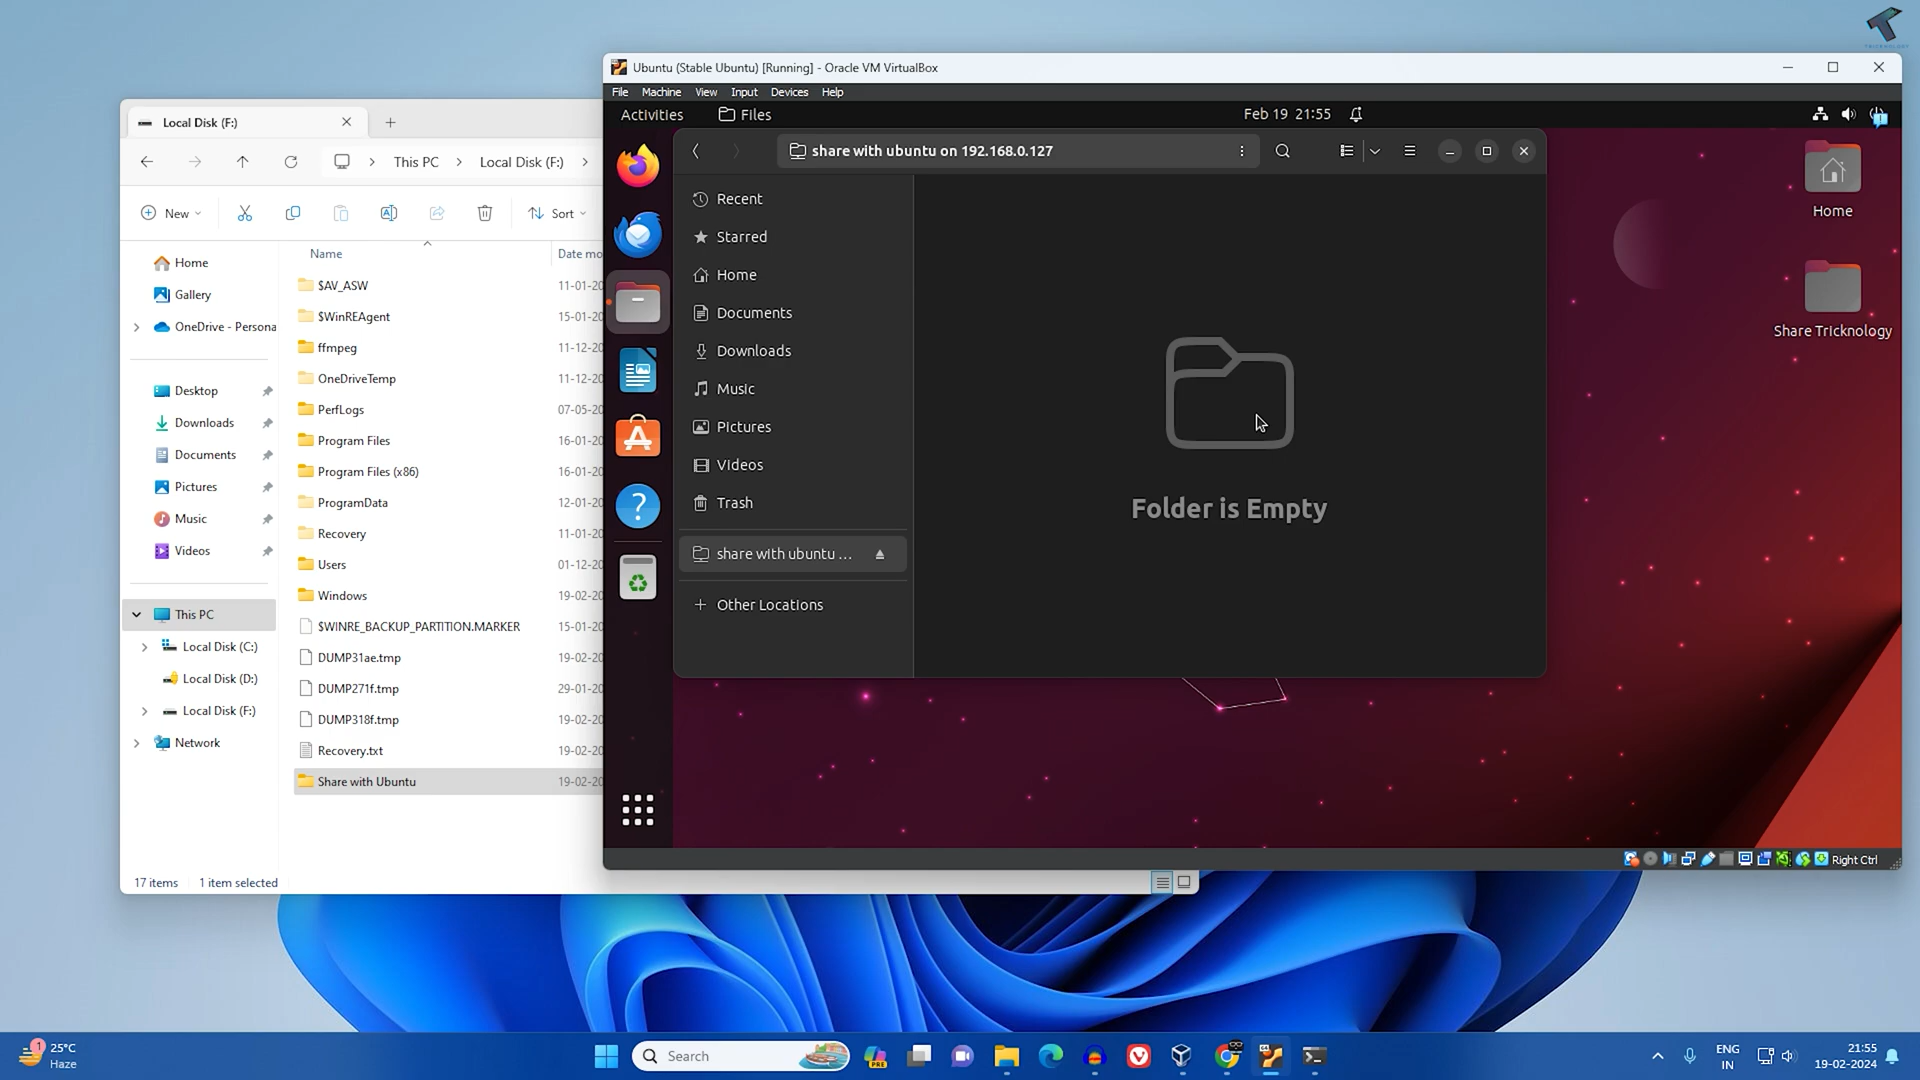 TRICKNOLOGY
Ubuntu (Stable Ubuntu) [Running] - Oracle VM VirtualBox
File Machine View Input Devices Help
Activities Files Feb 19 21:55
share with ubuntu on 192.168.0.127
Recent
Starred
Home
Documents
Downloads
Music
Pictures
Videos
Trash
share with ubuntu ...
Other Locations
Folder is Empty
Home
Share Tricknology
Right Ctrl
Local Disk (F:)
This PC Local Disk (F:)
New Sort
Home
Gallery
OneDrive - Persona
Desktop
Downloads
Documents
Pictures
Music
Videos
This PC
Local Disk (C:)
Local Disk (D:)
Local Disk (F:)
Network
Name Date mo
$AV_ASW 11-01-20
$WinREAgent 15-01-20
ffmpeg 11-12-20
OneDriveTemp 11-12-20
PerfLogs 07-05-20
Program Files 16-01-20
Program Files (x86) 16-01-20
ProgramData 12-01-20
Recovery 11-01-20
Users 01-12-20
Windows 19-02-20
$WINRE_BACKUP_PARTITION.MARKER 15-01-20
DUMP31ae.tmp 19-02-20
DUMP271f.tmp 29-01-20
DUMP318f.tmp 19-02-20
Recovery.txt 19-02-20
Share with Ubuntu 19-02-20
17 items 1 item selected
1
25°C
Haze
Search
PRE
ENG
IN
21:55
19-02-2024